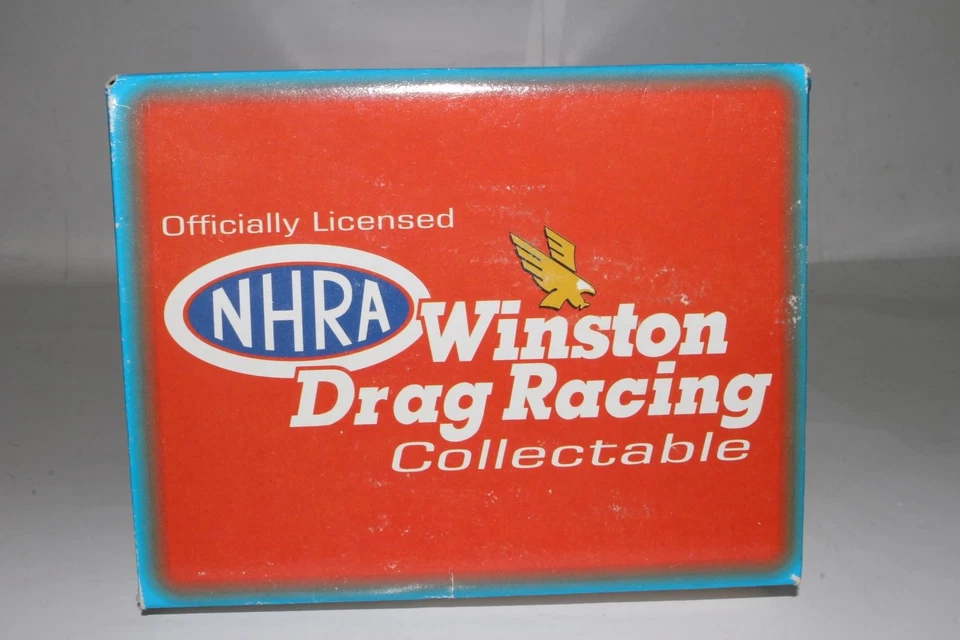 Officially Licensed
NHRA Winston
Drag Racing
Collectable